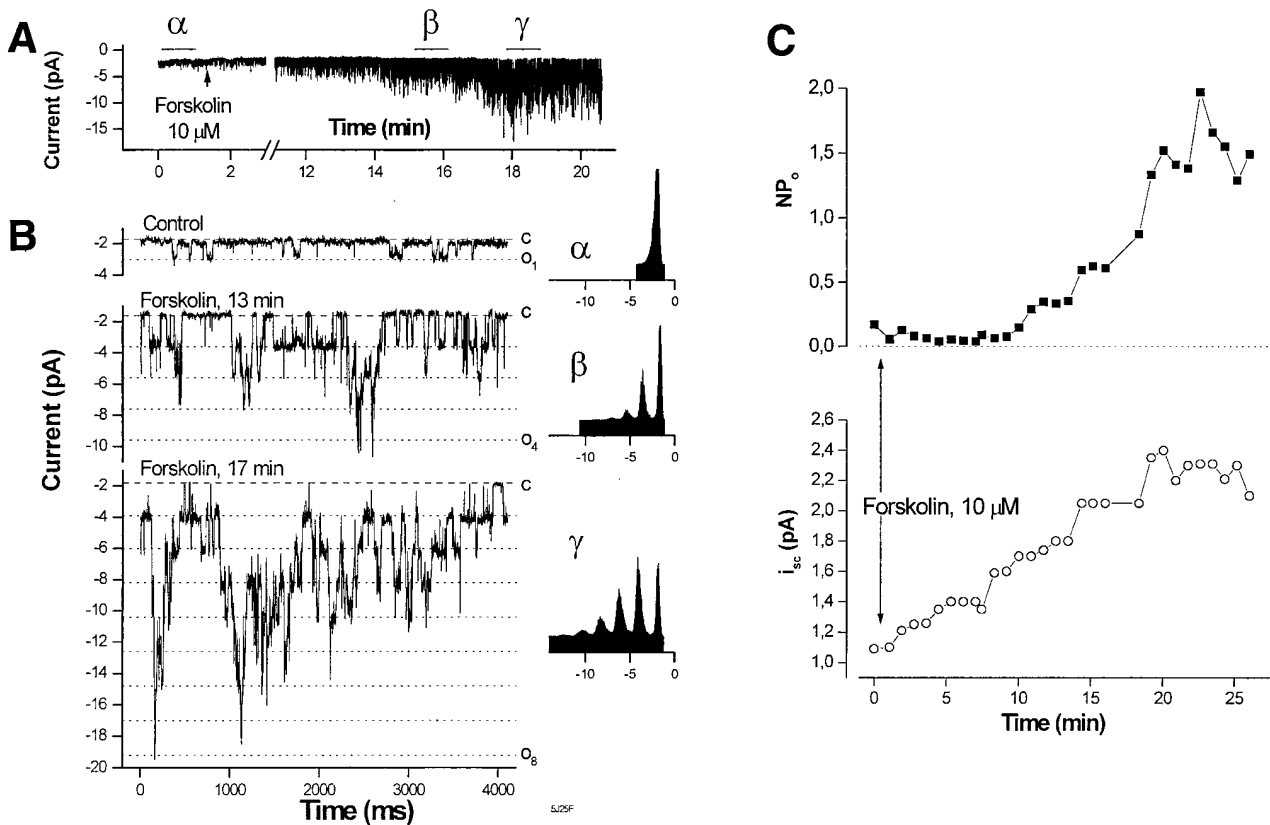 A
α
β
γ
Current (pA)
0
-5
-10
-15
Forskolin
10 µM
Time (min)
0
2
12
14
16
18
20
B
Control
-2
-4
C
O1
α
-10
-5
0
Forskolin, 13 min
-2
-4
-6
-8
-10
C
O4
β
-10
-5
0
Current (pA)
Forskolin, 17 min
-2
-4
-6
-8
-10
-12
-14
-16
-18
-20
C
O8
γ
-10
-5
0
0
1000
2000
3000
4000
Time (ms)
5J25F
C
2,0
1,5
1,0
0,5
0,0
NPo
Forskolin, 10 µM
2,6
2,4
2,2
2,0
1,8
1,6
1,4
1,2
1,0
isc (pA)
0
5
10
15
20
25
Time (min)